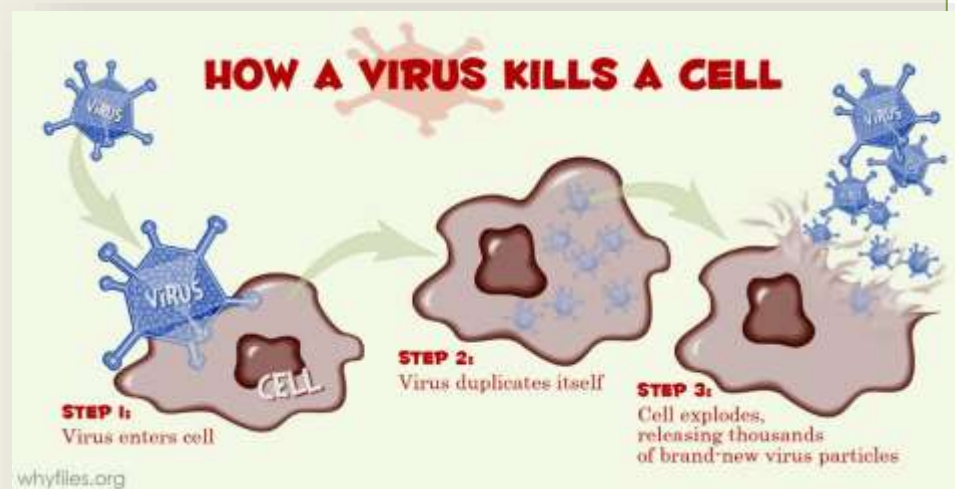 HOW A VIRUS KILLS A CELL
VIRUS
VIRUS
CELL
STEP 1:
Virus enters cell
STEP 2:
Virus duplicates itself
VIRUS
STEP 3:
Cell explodes,
releasing thousands
of brand-new virus particles
whyfiles.org